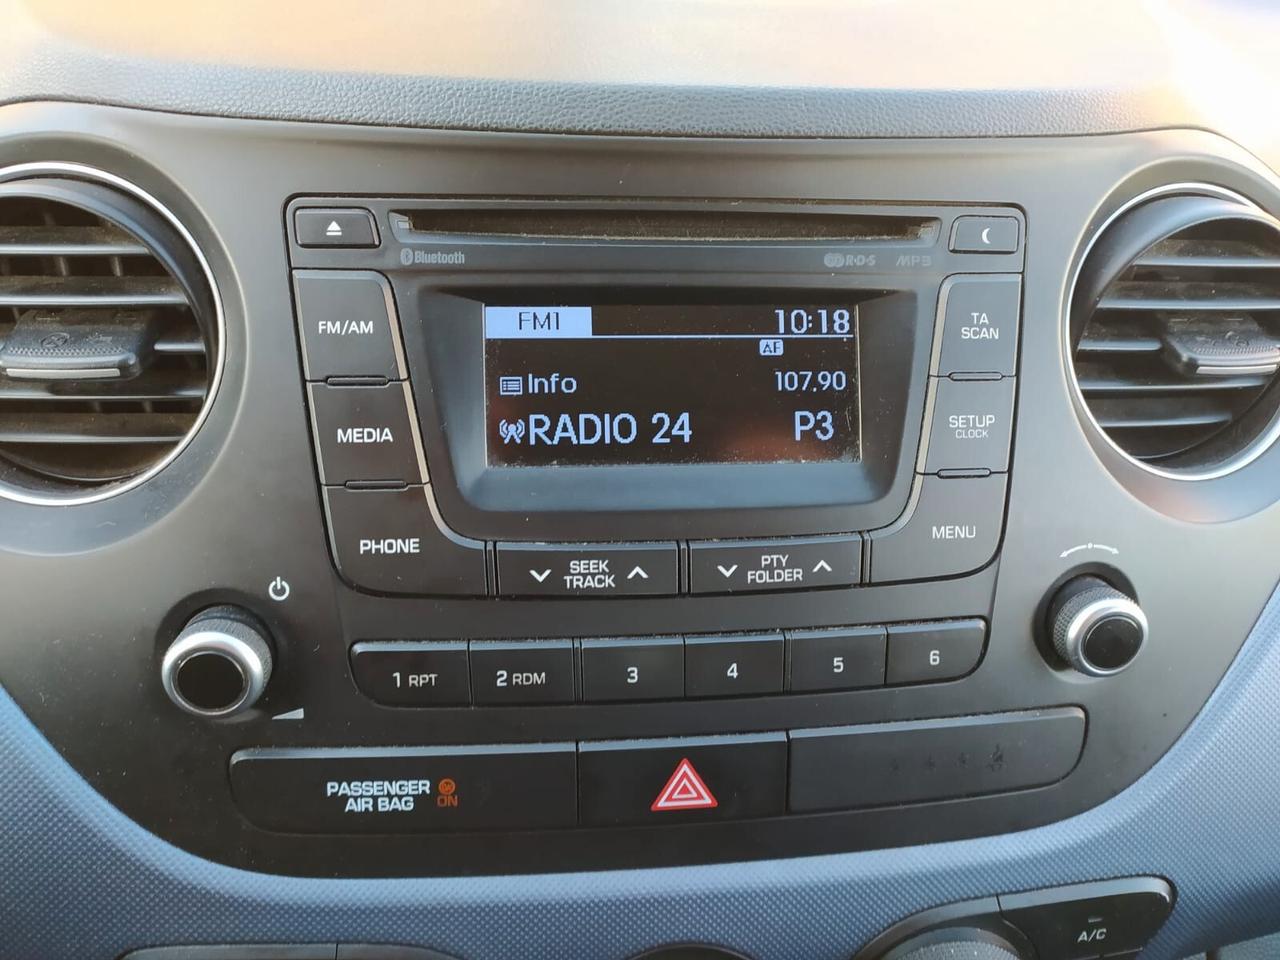 Bluetooth
R·D·S
MP3
FM/AM
MEDIA
PHONE
FM1
10:18
AF
Info
107.90
RADIO 24
P3
TA
SCAN
SETUP
CLOCK
MENU
SEEK
TRACK
PTY
FOLDER
1 RPT
2 RDM
3
4
5
6
PASSENGER
AIR BAG
ON
A/C